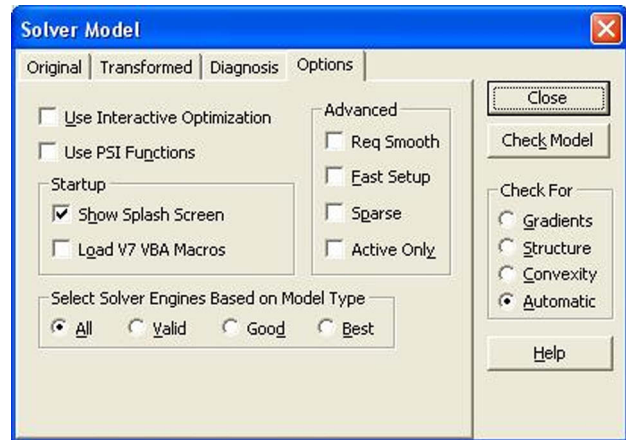 Solver Model
Original Transformed Diagnosis Options
Use Interactive Optimization
Use PSI Functions
Startup
Show Splash Screen
Load V7 VBA Macros
Advanced
Req Smooth
Fast Setup
Sparse
Active Only
Select Solver Engines Based on Model Type
All Valid Good Best
Close
Check Model
Check For
Gradients
Structure
Convexity
Automatic
Help